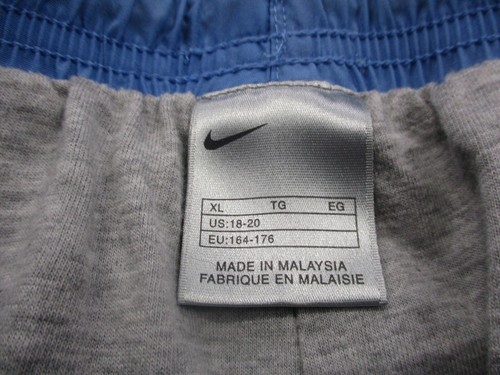 XL TG EG
US:18-20
EU:164-176
MADE IN MALAYSIA
FABRIQUE EN MALAISIE